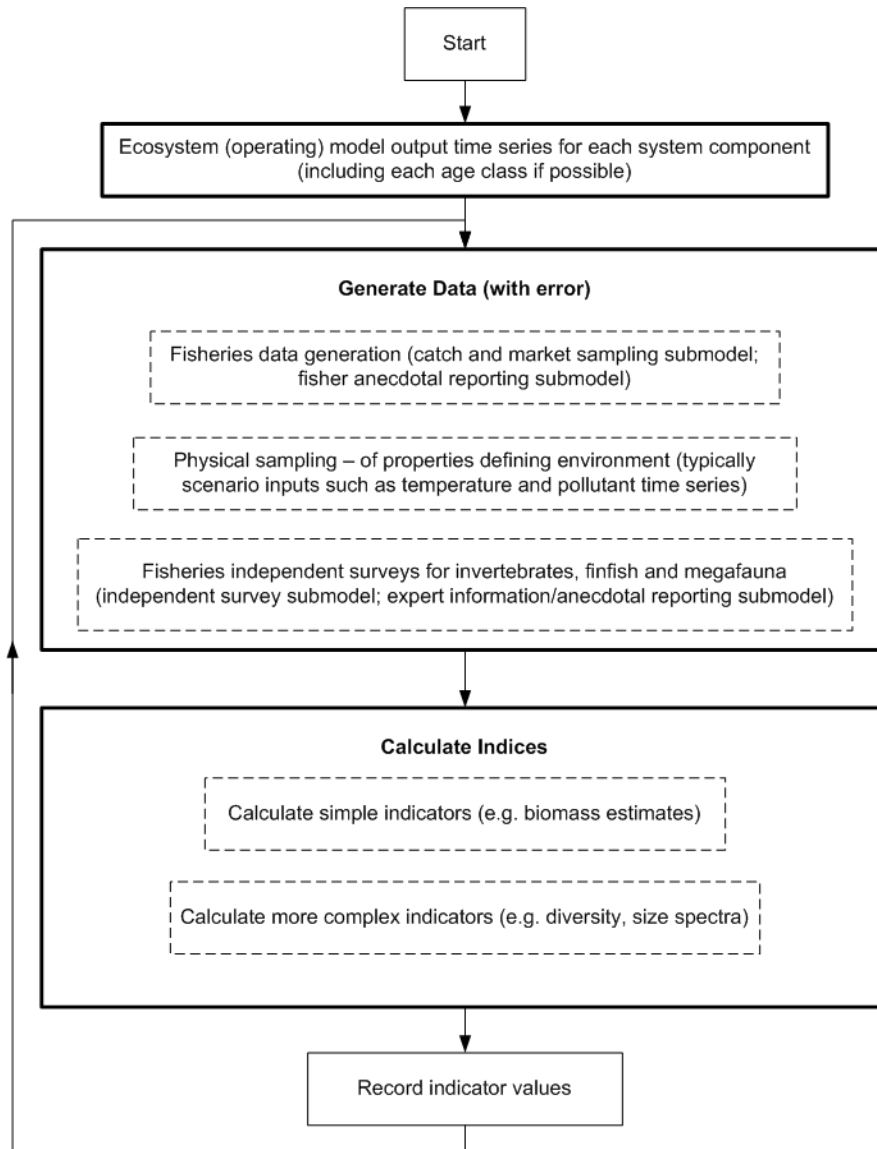 Start
Ecosystem (operating) model output time series for each system component
(including each age class if possible)
Generate Data (with error)
Fisheries data generation (catch and market sampling submodel;
fisher anecdotal reporting submodel)
Physical sampling – of properties defining environment (typically
scenario inputs such as temperature and pollutant time series)
Fisheries independent surveys for invertebrates, finfish and megafauna
(independent survey submodel; expert information/anecdotal reporting submodel)
Calculate Indices
Calculate simple indicators (e.g. biomass estimates)
Calculate more complex indicators (e.g. diversity, size spectra)
Record indicator values